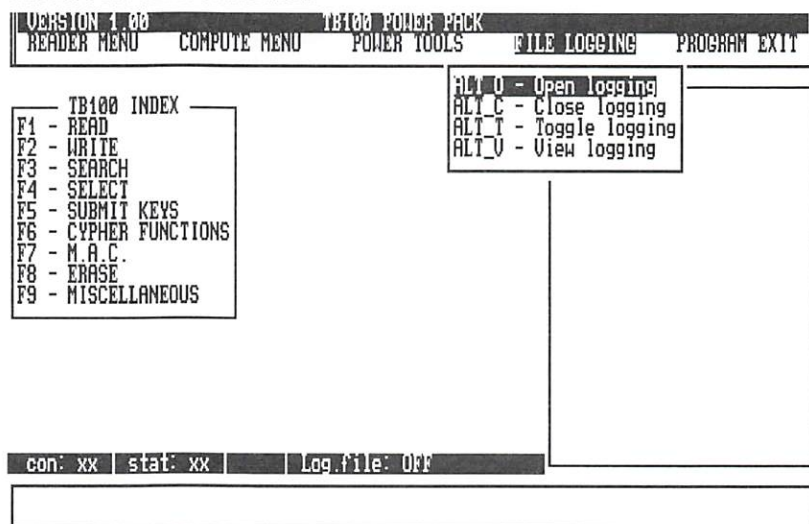 VERSION 1.00 TB100 POWER PACK
READER MENU COMPUTE MENU POWER TOOLS FILE LOGGING PROGRAM EXIT
ALT_O - Open logging
ALT_C - Close logging
ALT_T - Toggle logging
ALT_V - View logging
TB100 INDEX
F1 - READ
F2 - WRITE
F3 - SEARCH
F4 - SELECT
F5 - SUBMIT KEYS
F6 - CYPHER FUNCTIONS
F7 - M.A.C.
F8 - ERASE
F9 - MISCELLANEOUS
con: xx stat: xx Log.file: OFF